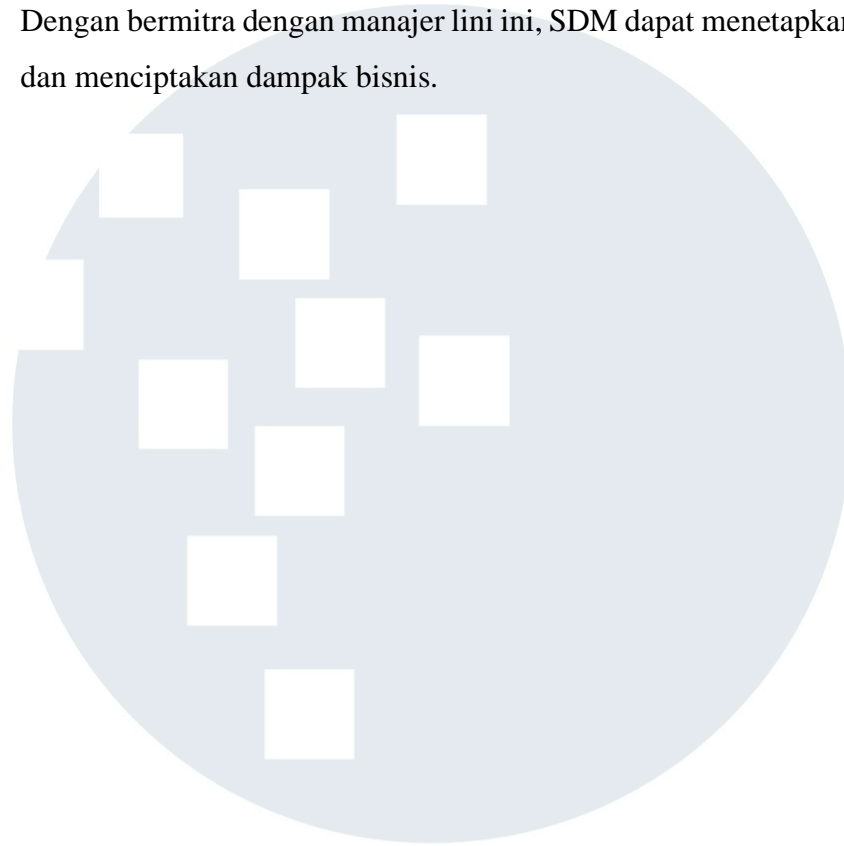 Dengan bermitra dengan manajer lini ini, SDM dapat menetapkan
dan menciptakan dampak bisnis.